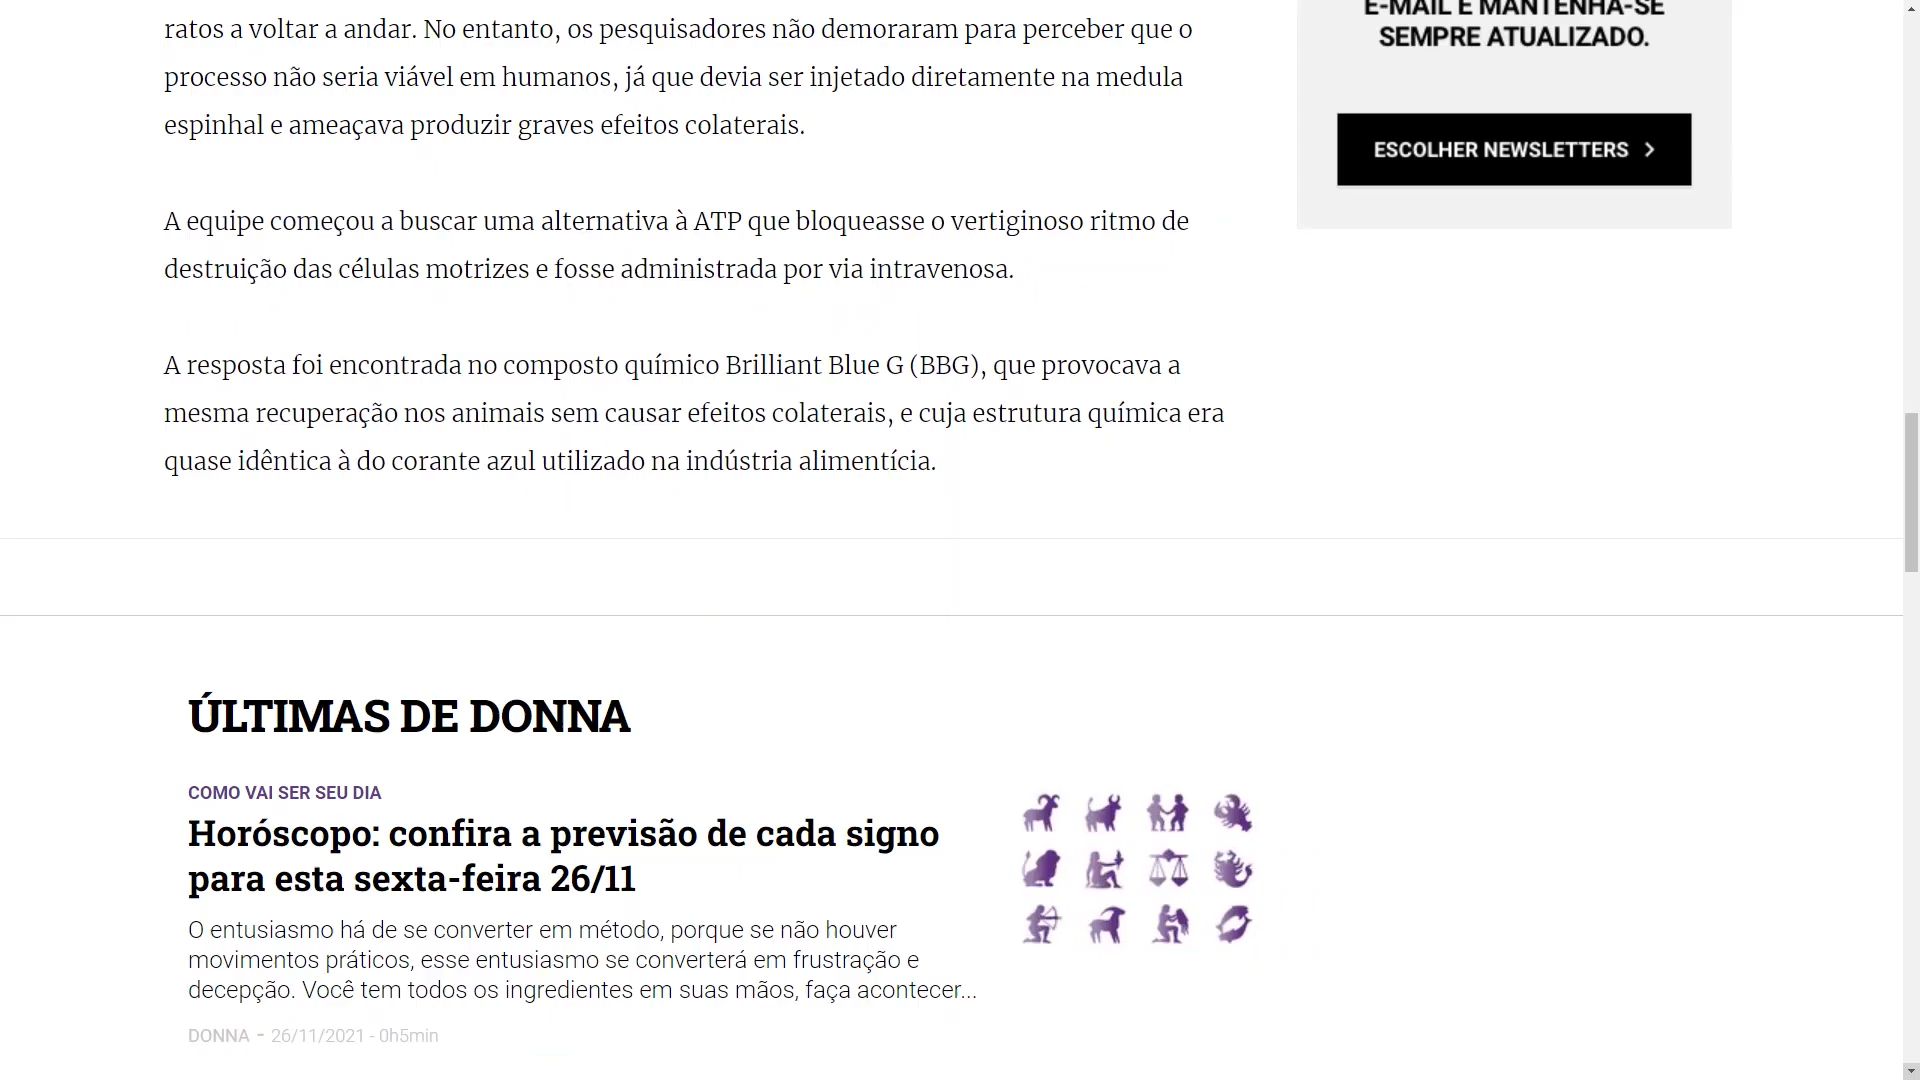 ratos a voltar a andar. No entanto, os pesquisadores não demoraram para perceber que o
processo não seria viável em humanos, já que devia ser injetado diretamente na medula
espinhal e ameaçava produzir graves efeitos colaterais.
A equipe começou a buscar uma alternativa à ATP que bloqueasse o vertiginoso ritmo de
destruição das células motrizes e fosse administrada por via intravenosa.
A resposta foi encontrada no composto químico Brilliant Blue G (BBG), que provocava a
mesma recuperação nos animais sem causar efeitos colaterais, e cuja estrutura química era
quase idêntica à do corante azul utilizado na indústria alimentícia.
E-MAIL E MANTENHA-SE
SEMPRE ATUALIZADO.
ESCOLHER NEWSLETTERS
ÚLTIMAS DE DONNA
COMO VAI SER SEU DIA
Horóscopo: confira a previsão de cada signo
para esta sexta-feira 26/11
O entusiasmo há de se converter em método, porque se não houver
movimentos práticos, esse entusiasmo se converterá em frustração e
decepção. Você tem todos os ingredientes em suas mãos, faça acontecer...
DONNA - 26/11/2021 - 0h5min